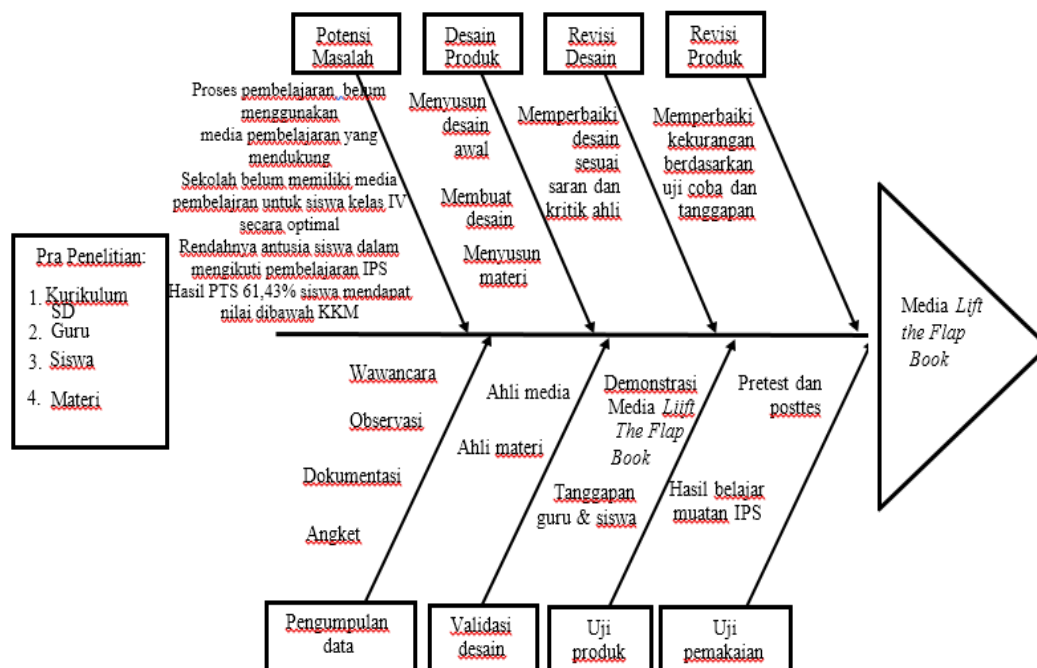 Potensi
Masalah
Desain
Produk
Revisi
Desain
Revisi
Produk
Proses pembelajaran belum
menggunakan
media pembelajaran yang
mendukung
Sekolah belum memiliki media
pembelajran untuk siswa kelas IV
secara optimal
Rendahnya antusia siswa dalam
mengikuti pembelajaran IPS
Hasil PTS 61,43% siswa mendapat
nilai dibawah KKM
Menyusun
desain
awal
Membuat
desain
Menyusun
materi
Memperbaiki
desain
sesuai
saran dan
kritik ahli
Memperbaiki
kekurangan
berdasarkan
uji coba dan
tanggapan
Pra Penelitian:
1. Kurikulum
SD
2. Guru
3. Siswa
4. Materi
Media Lift
the Flap
Book
Wawancara
Observasi
Dokumentasi
Angket
Ahli media
Ahli materi
Demonstrasi
Media Liift
The Flap
Book
Tanggapan
guru & siswa
Pretest dan
posttes
Hasil belajar
muatan IPS
Pengumpulan
data
Validasi
desain
Uji
produk
Uji
pemakaian